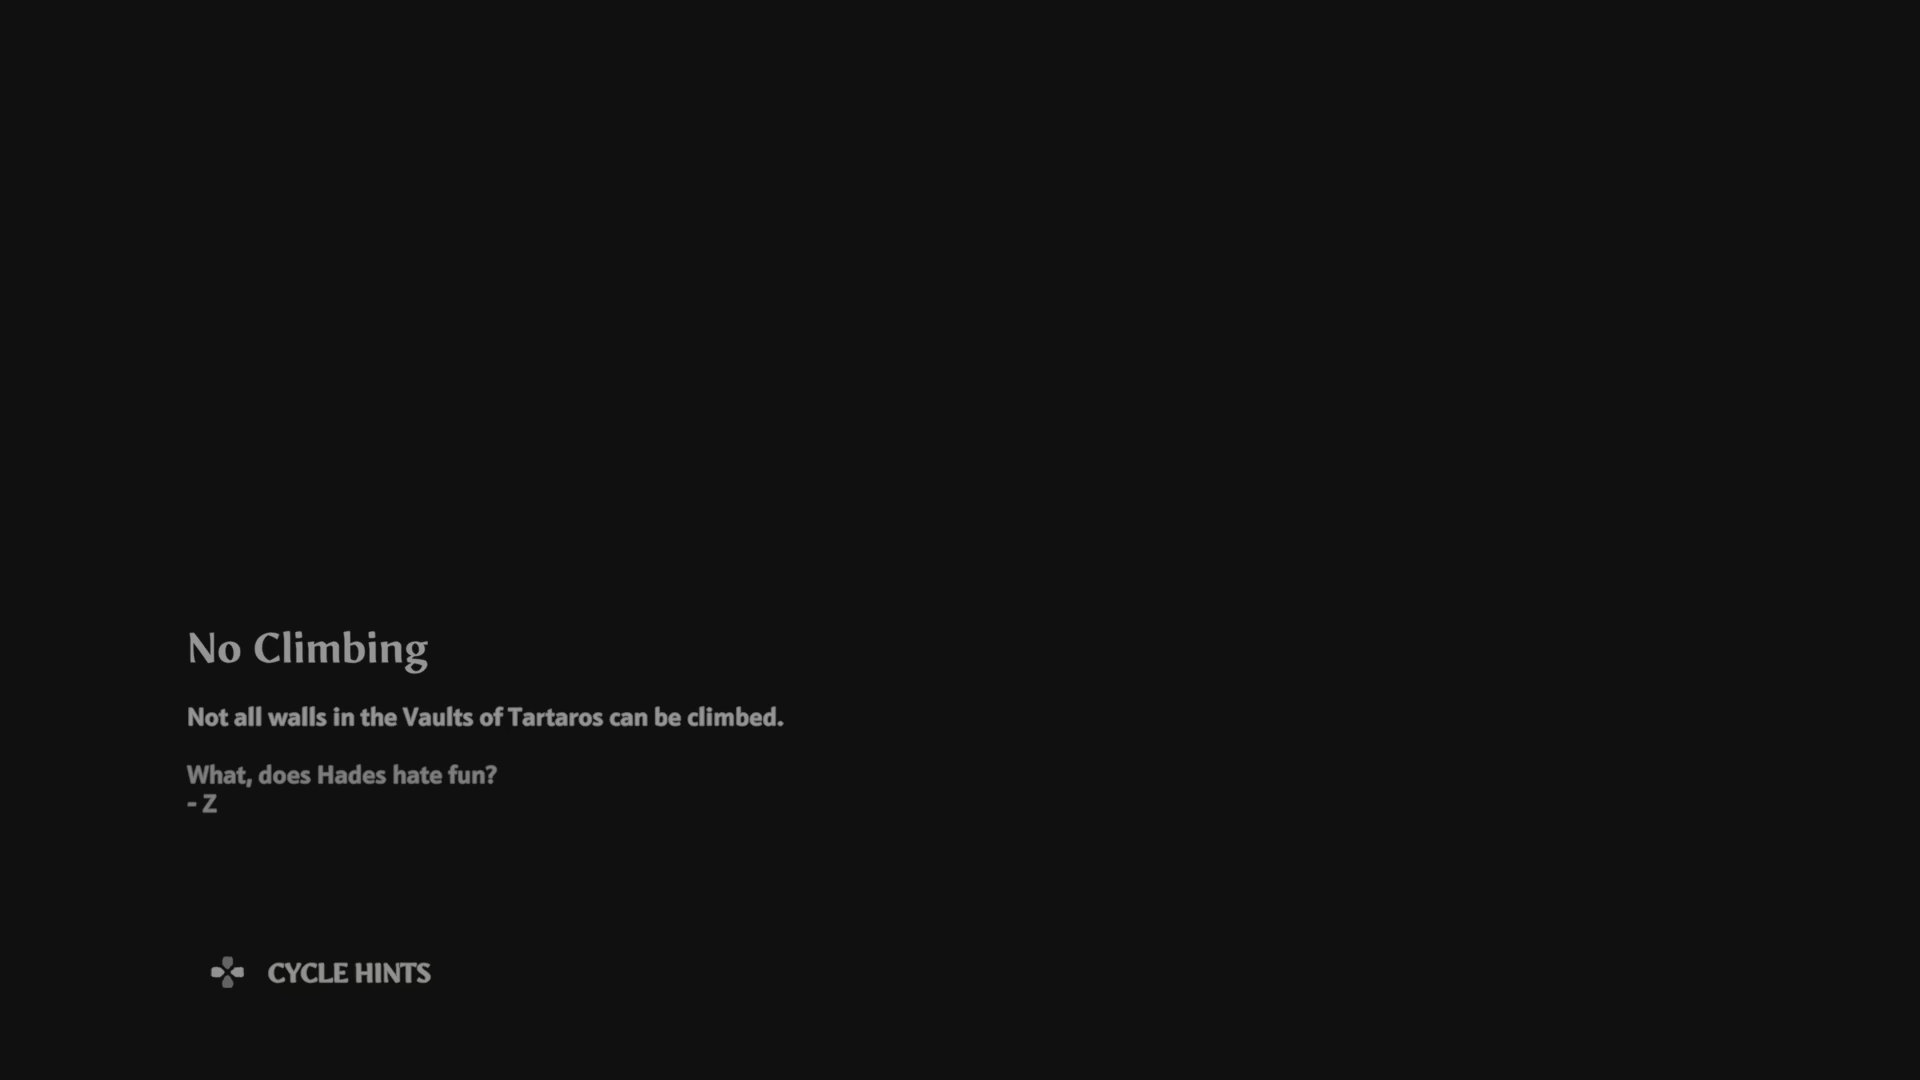 No Climbing
Not all walls in the Vaults of Tartaros can be climbed.
What, does Hades hate fun?
- Z
CYCLE HINTS